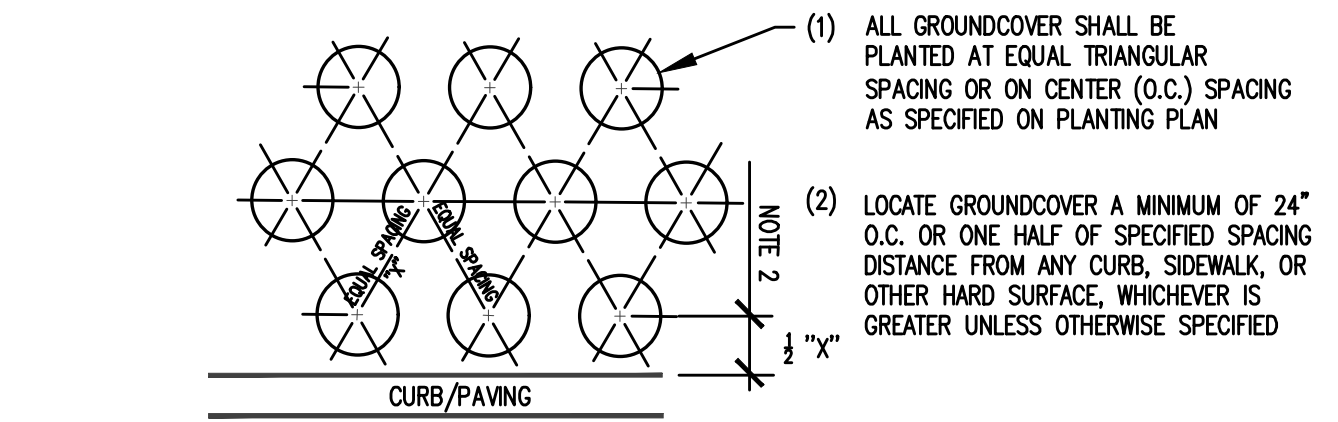 (1) ALL GROUNDCOVER SHALL BE
PLANTED AT EQUAL TRIANGULAR
SPACING OR ON CENTER (O.C.) SPACING
AS SPECIFIED ON PLANTING PLAN
(2) LOCATE GROUNDCOVER A MINIMUM OF 24"
O.C. OR ONE HALF OF SPECIFIED SPACING
DISTANCE FROM ANY CURB, SIDEWALK, OR
OTHER HARD SURFACE, WHICHEVER IS
GREATER UNLESS OTHERWISE SPECIFIED
EQUAL SPACING
"X"
EQUAL SPACING
NOTE 2
½ "X"
CURB/PAVING